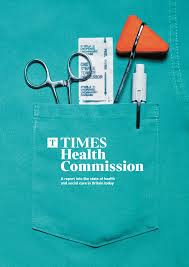 T TIMES
Health
Commission
A report into the state of health
and social care in Britain today